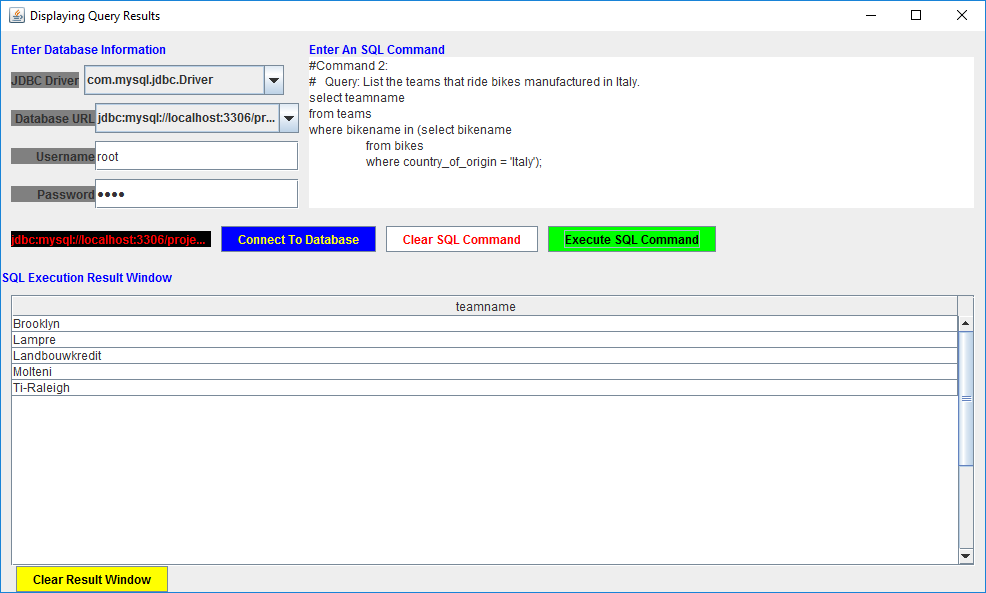 Displaying Query Results
Enter Database Information
JDBC Driver com.mysql.jdbc.Driver
Database URL jdbc:mysql://localhost:3306/pr...
Username root
Password ••••
Enter An SQL Command
#Command 2:
#   Query: List the teams that ride bikes manufactured in Italy.
select teamname
from teams
where bikename in (select bikename
from bikes
where country_of_origin = 'Italy');
jdbc:mysql://localhost:3306/proje... Connect To Database Clear SQL Command Execute SQL Command
SQL Execution Result Window
teamname
Brooklyn
Lampre
Landbouwkredit
Molteni
Ti-Raleigh
Clear Result Window